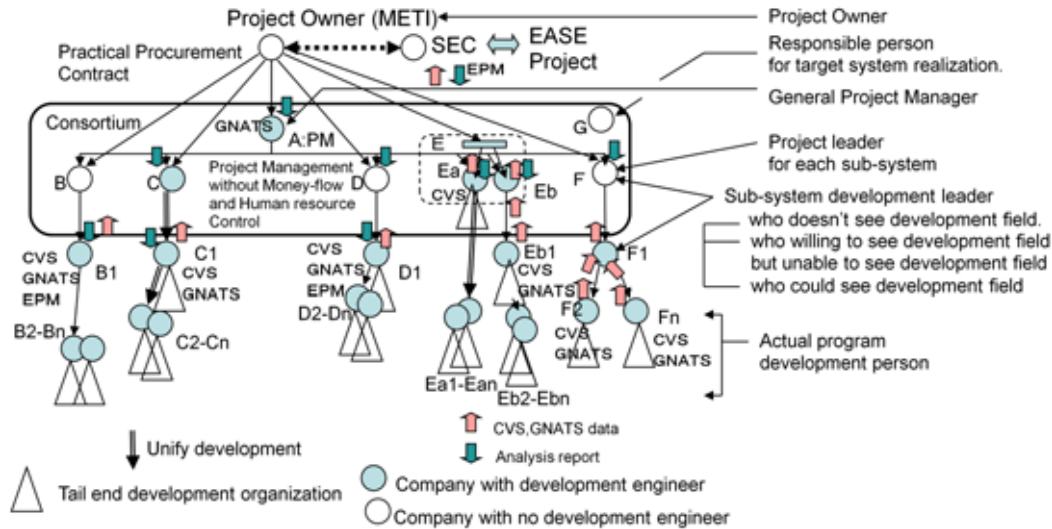 Project Owner (METI)
Project Owner
SEC
EASE
Project
Practical Procurement
Contract
EPM
Responsible person
for target system realization.
General Project Manager
Consortium
GNATS
A:PM
G
E
Project leader
for each sub-system
B
C
Project Management
without Money-flow
and Human resource
Control
D
Ea
Eb
F
CVS
Sub-system development leader
who doesn't see development field.
who willing to see development field
but unable to see development field
who could see development field
CVS
GNATS
EPM
B1
C1
CVS
GNATS
CVS
GNATS
EPM
D1
Eb1
CVS
GNATS
F1
B2-Bn
C2-Cn
D2-Dn
F2
CVS
GNATS
Fn
CVS
GNATS
Actual program
development person
Ea1-Ean
Eb2-Ebn
CVS,GNATS data
Unify development
Analysis report
Tail end development organization
Company with development engineer
Company with no development engineer